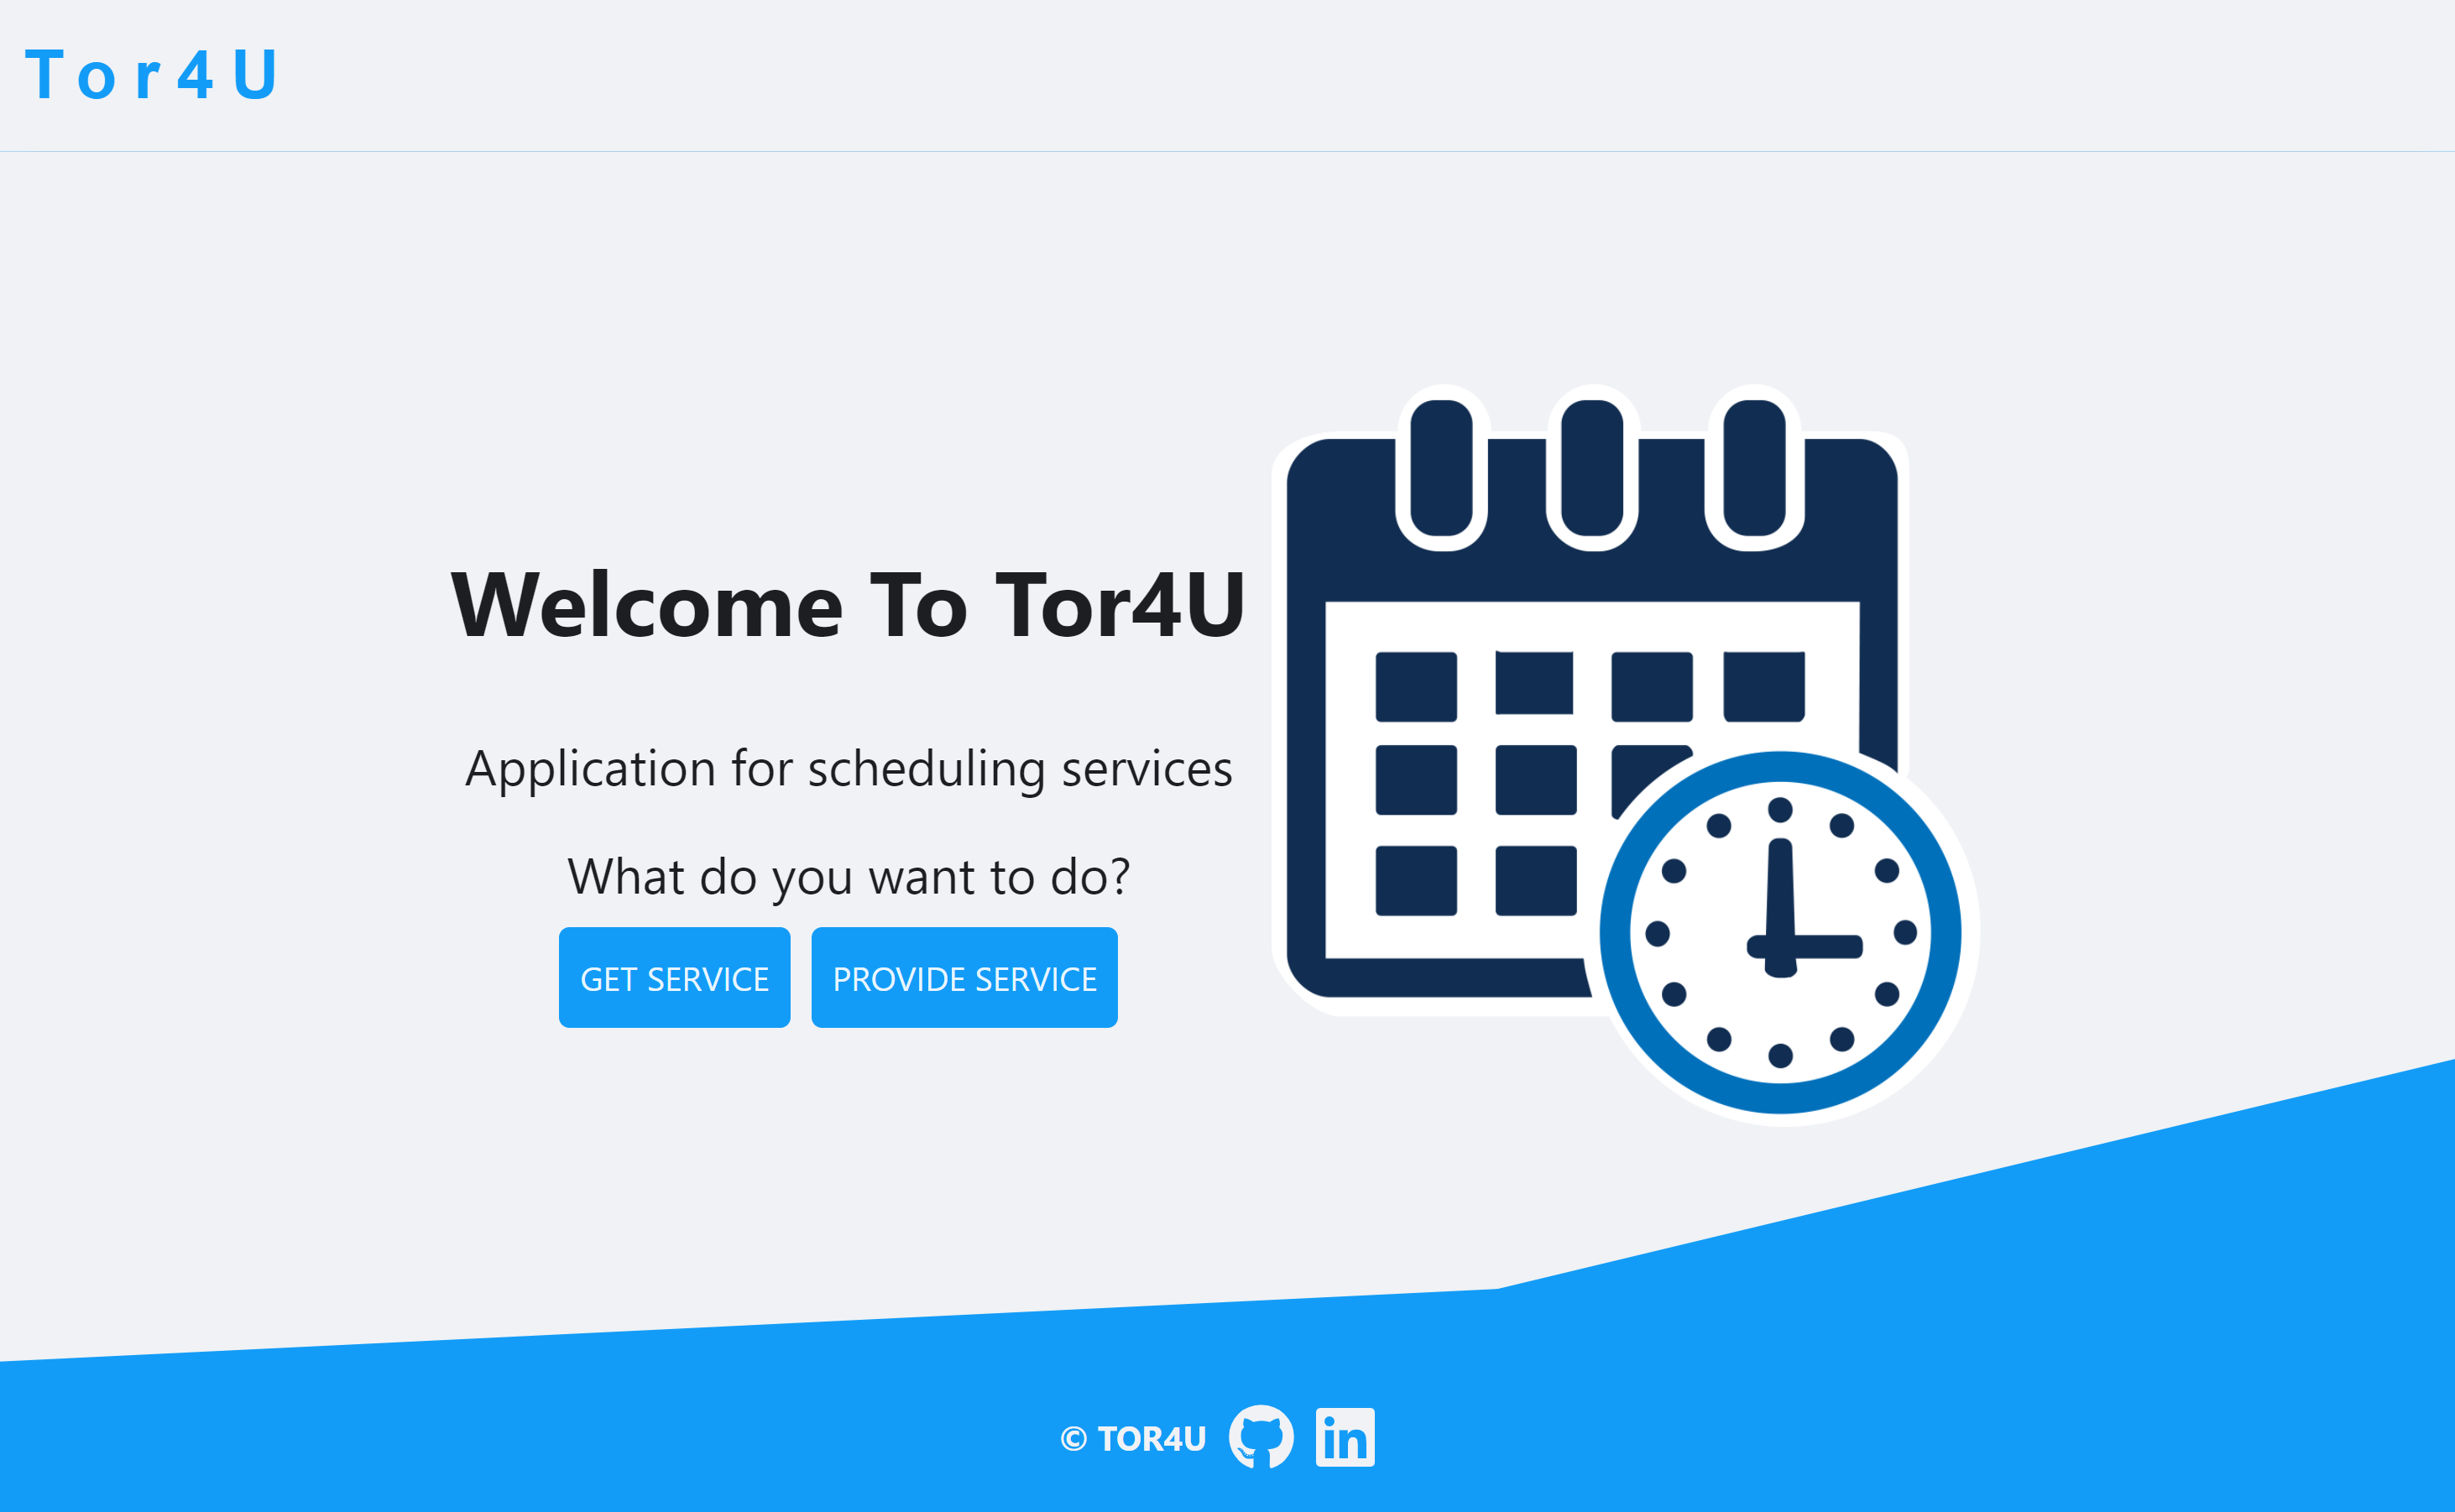 Tor4U
Welcome To Tor4U
Application for scheduling services
What do you want to do?
GET SERVICE
PROVIDE SERVICE
© TOR4U
in